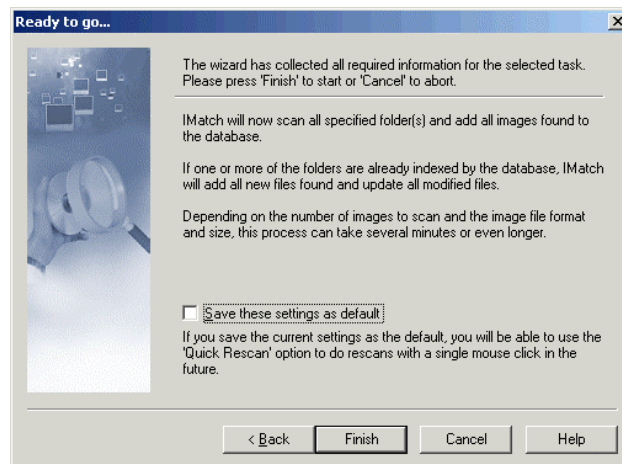 Ready to go...
The wizard has collected all required information for the selected task.
Please press 'Finish' to start or 'Cancel' to abort.
IMatch will now scan all specified folder(s) and add all images found to
the database.
If one or more of the folders are already indexed by the database, IMatch
will add all new files found and update all modified files.
Depending on the number of images to scan and the image file format
and size, this process can take several minutes or even longer.
Save these settings as default
If you save the current settings as the default, you will be able to use the
'Quick Rescan' option to do rescans with a single mouse click in the
future.
< Back Finish Cancel Help